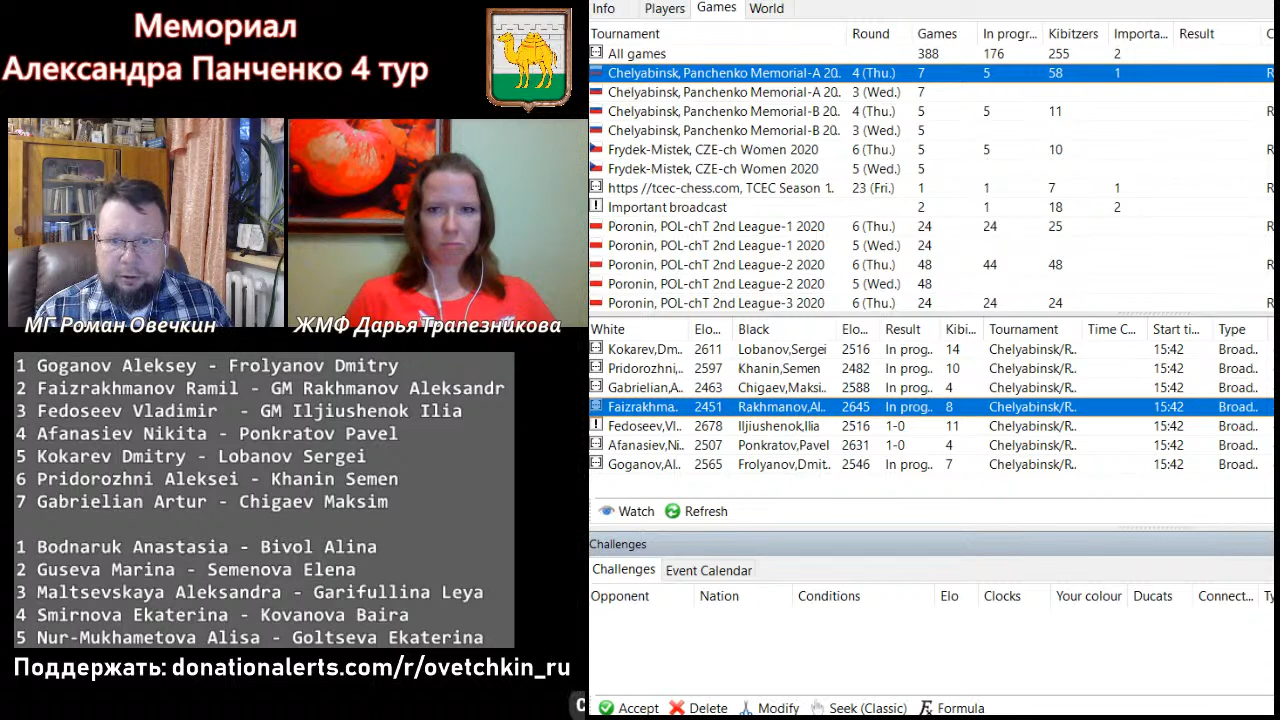 Мемориал
Александра Панченко 4 тур
МГ Роман Овечкин
ЖМФ Дарья Трапезникова
1 Goganov Aleksey - Frolyanov Dmitry
2 Faizrakhmanov Ramil - GM Rakhmanov Aleksandr
3 Fedoseev Vladimir - GM Iljiushenok Ilia
4 Afanasiev Nikita - Ponkratov Pavel
5 Kokarev Dmitry - Lobanov Sergei
6 Pridorozhni Aleksei - Khanin Semen
7 Gabrielian Artur - Chigaev Maksim
1 Bodnaruk Anastasia - Bivol Alina
2 Guseva Marina - Semenova Elena
3 Maltsevskaya Aleksandra - Garifullina Leya
4 Smirnova Ekaterina - Kovanova Baira
5 Nur-Mukhametova Alisa - Goltseva Ekaterina
Поддержать: donationalerts.com/r/ovetchkin_ru
Info Players Games World
Tournament Round Games In progr... Kibitzers Importa... Result
All games 388 176 255 2
Chelyabinsk, Panchenko Memorial-A 20.. 4 (Thu.) 7 5 58 1 R
Chelyabinsk, Panchenko Memorial-A 20.. 3 (Wed.) 7
Chelyabinsk, Panchenko Memorial-B 20.. 4 (Thu.) 5 5 11 R
Chelyabinsk, Panchenko Memorial-B 20.. 3 (Wed.) 5
Frydek-Mistek, CZE-ch Women 2020 6 (Thu.) 5 5 10 R
Frydek-Mistek, CZE-ch Women 2020 5 (Wed.) 5
https //tcec-chess.com, TCEC Season 1. 23 (Fri.) 1 1 7 1 R
Important broadcast 2 1 18 2
Poronin, POL-chT 2nd League-1 2020 6 (Thu.) 24 24 25 R
Poronin, POL-chT 2nd League-1 2020 5 (Wed.) 24
Poronin, POL-chT 2nd League-2 2020 6 (Thu.) 48 44 48 R
Poronin, POL-chT 2nd League-2 2020 5 (Wed.) 48
Poronin, POL-chT 2nd League-3 2020 6 (Thu.) 24 24 24 R
White Elo... Black Elo... Result Kibi... Tournament Time C... Start ti... Type
Kokarev,Dm.. 2611 Lobanov,Sergei 2516 In prog.. 14 Chelyabinsk/R.. 15:42 Broad..
Pridorozhni,.. 2597 Khanin,Semen 2482 In prog.. 10 Chelyabinsk/R.. 15:42 Broad..
Gabrielian,A.. 2463 Chigaev,Maksi.. 2588 In prog.. 4 Chelyabinsk/R.. 15:42 Broad..
Faizrakhma.. 2451 Rakhmanov,Al.. 2645 In prog.. 8 Chelyabinsk/R.. 15:42 Broad..
Fedoseev,Vl.. 2678 Iljiushenok,Ilia 2516 1-0 11 Chelyabinsk/R.. 15:42 Broad..
Afanasiev,Ni.. 2507 Ponkratov,Pavel 2631 1-0 4 Chelyabinsk/R.. 15:42 Broad..
Goganov,Al.. 2565 Frolyanov,Dmit.. 2546 In prog.. 7 Chelyabinsk/R.. 15:42 Broad..
Watch Refresh
Challenges
Challenges Event Calendar
Opponent Nation Conditions Elo Clocks Your colour Ducats Connect... Ty
Accept Delete Modify Seek (Classic) Formula